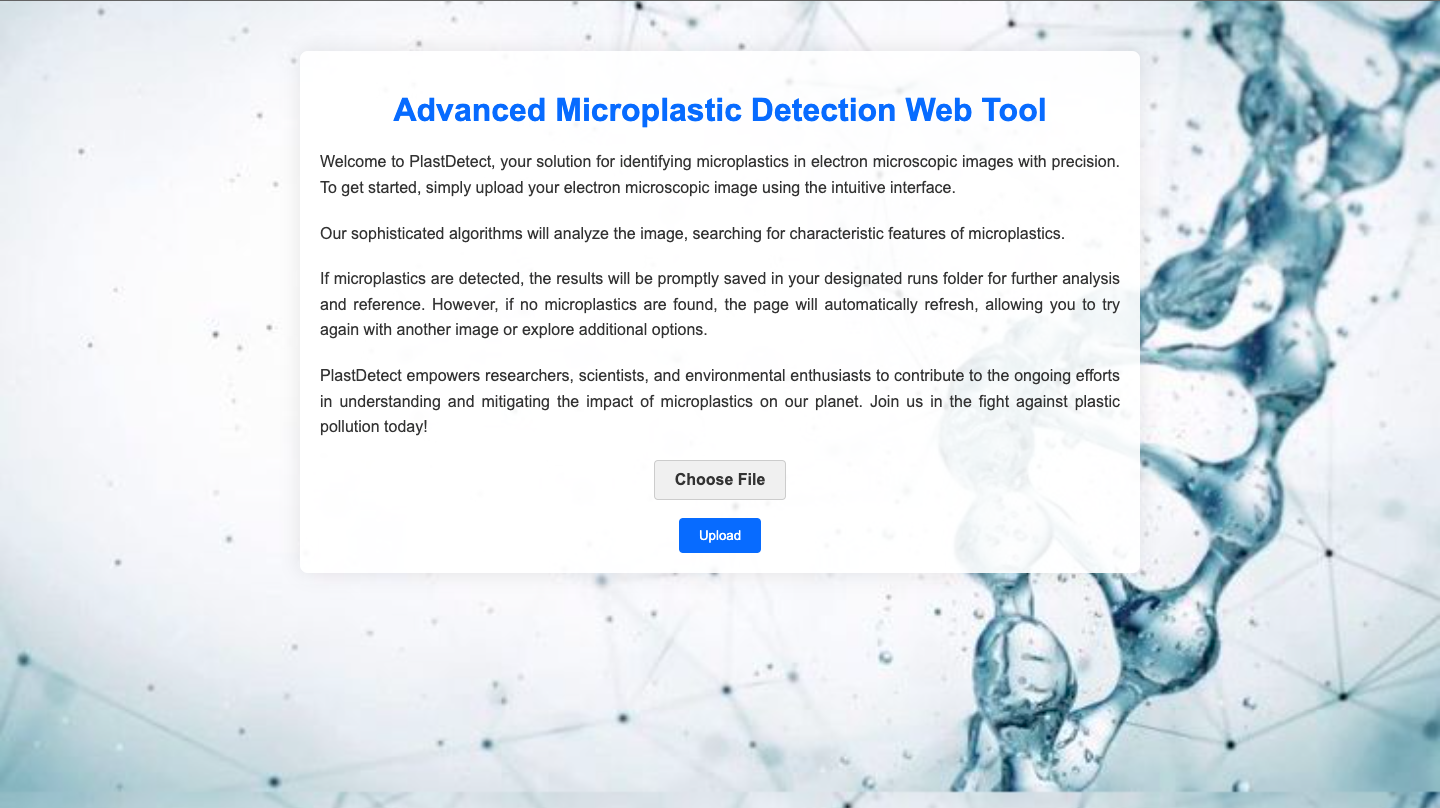 Advanced Microplastic Detection Web Tool
Welcome to PlastDetect, your solution for identifying microplastics in electron microscopic images with precision.
To get started, simply upload your electron microscopic image using the intuitive interface.
Our sophisticated algorithms will analyze the image, searching for characteristic features of microplastics.
If microplastics are detected, the results will be promptly saved in your designated runs folder for further analysis
and reference. However, if no microplastics are found, the page will automatically refresh, allowing you to try
again with another image or explore additional options.
PlastDetect empowers researchers, scientists, and environmental enthusiasts to contribute to the ongoing efforts
in understanding and mitigating the impact of microplastics on our planet. Join us in the fight against plastic
pollution today!
Choose File
Upload